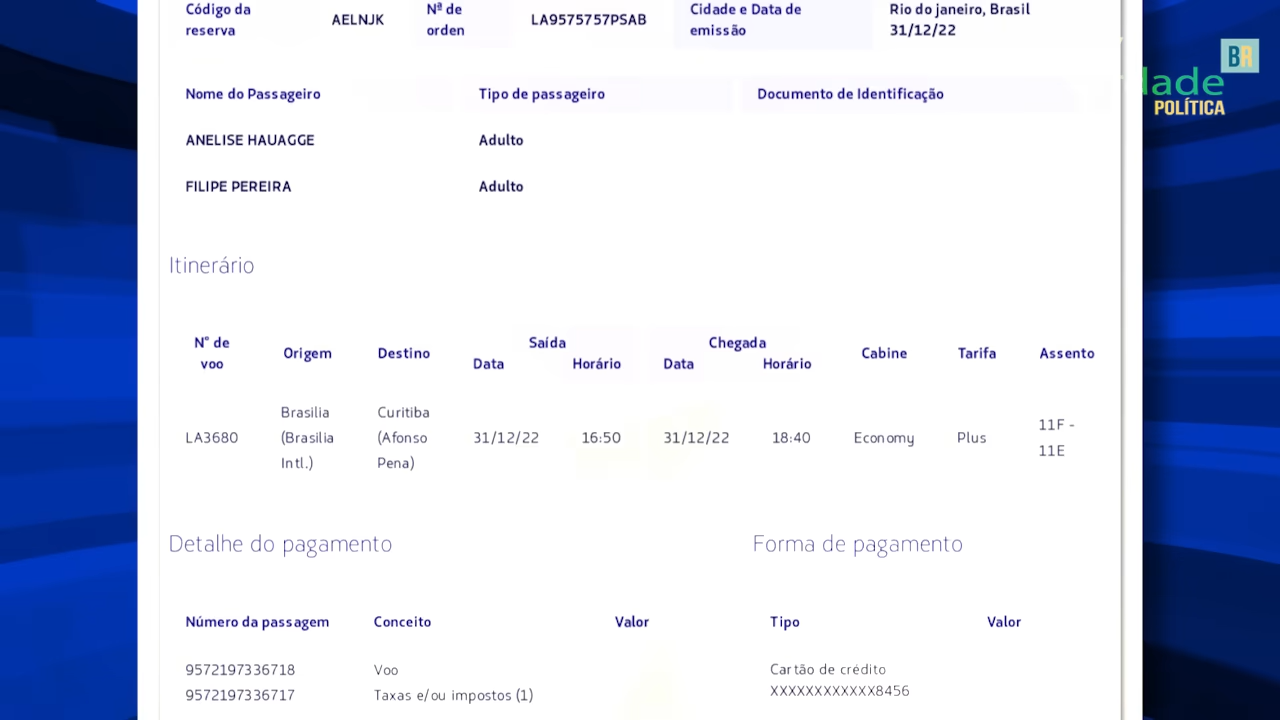 Código da reserva
AELNJK
Nª de orden
LA9575757PSAB
Cidade e Data de emissão
Rio do janeiro, Brasil
31/12/22
BR
dade
POLÍTICA
Nome do Passageiro Tipo de passageiro Documento de Identificação
ANELISE HAUAGGE Adulto
FILIPE PEREIRA Adulto
Itinerário
N° de voo
Origem
Destino
Saída
Data Horário
Chegada
Data Horário
Cabine
Tarifa
Assento
LA3680
Brasilia
(Brasilia
Intl.)
Curitiba
(Afonso
Pena)
31/12/22
16:50
31/12/22
18:40
Economy
Plus
11F -
11E
Detalhe do pagamento
Forma de pagamento
Número da passagem Conceito Valor
Tipo Valor
9572197336718 Voo
9572197336717 Taxas e/ou impostos (1)
Cartão de crédito
XXXXXXXXXXXX8456